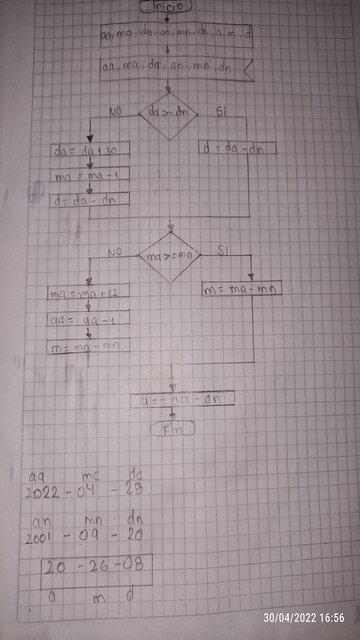 Inicio
aa, ma, da, an, mn, dn, a, m, d
aa, ma, da, an, mn, dn
NO da>=dn SI
da = da+30 d = da-dn
ma = ma-1
d = da-dn
NO ma>=mn SI
ma = ma+12 m = ma-mn
aa = aa-1
m = ma-mn
Fin
aa ma da
2022 - 04 - 28
an mn dn
2001 - 09 - 20
20 - 26 - 08
a m d
30/04/2022 16:56